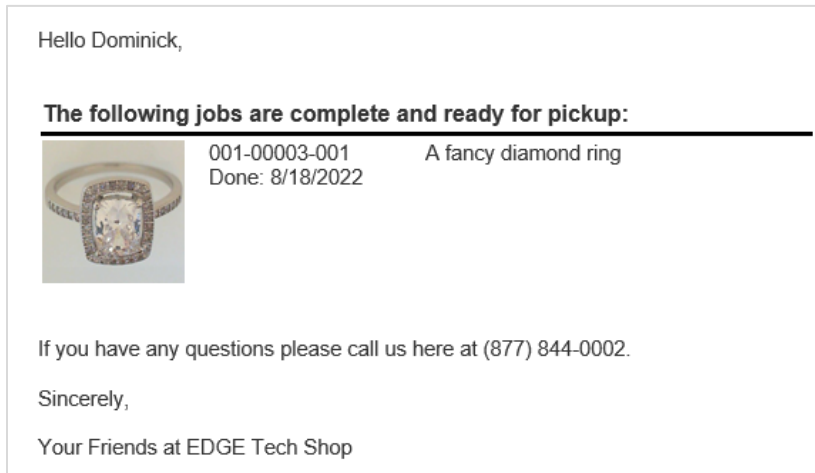 Hello Dominick,
The following jobs are complete and ready for pickup:
001-00003-001 A fancy diamond ring
Done: 8/18/2022
If you have any questions please call us here at (877) 844-0002.
Sincerely,
Your Friends at EDGE Tech Shop